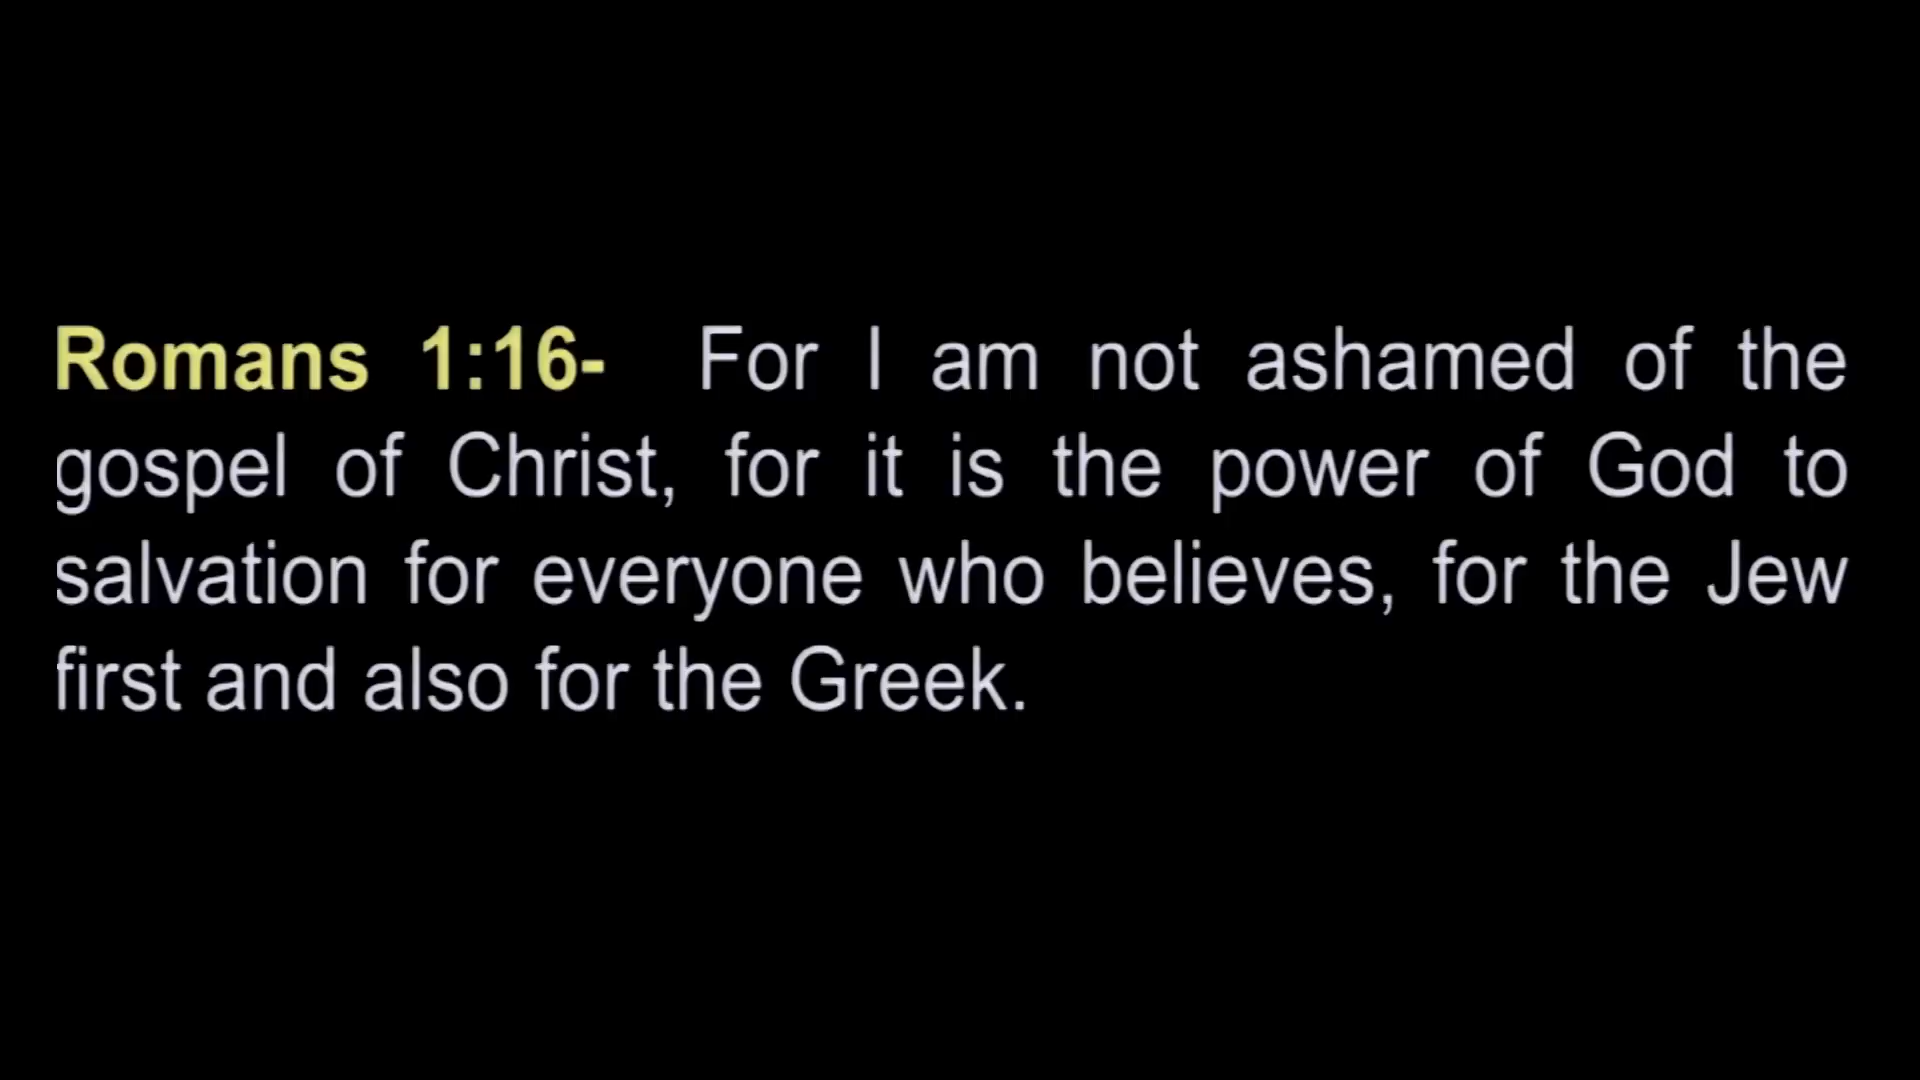 Romans 1:16- For I am not ashamed of the
gospel of Christ, for it is the power of God to
salvation for everyone who believes, for the Jew
first and also for the Greek.